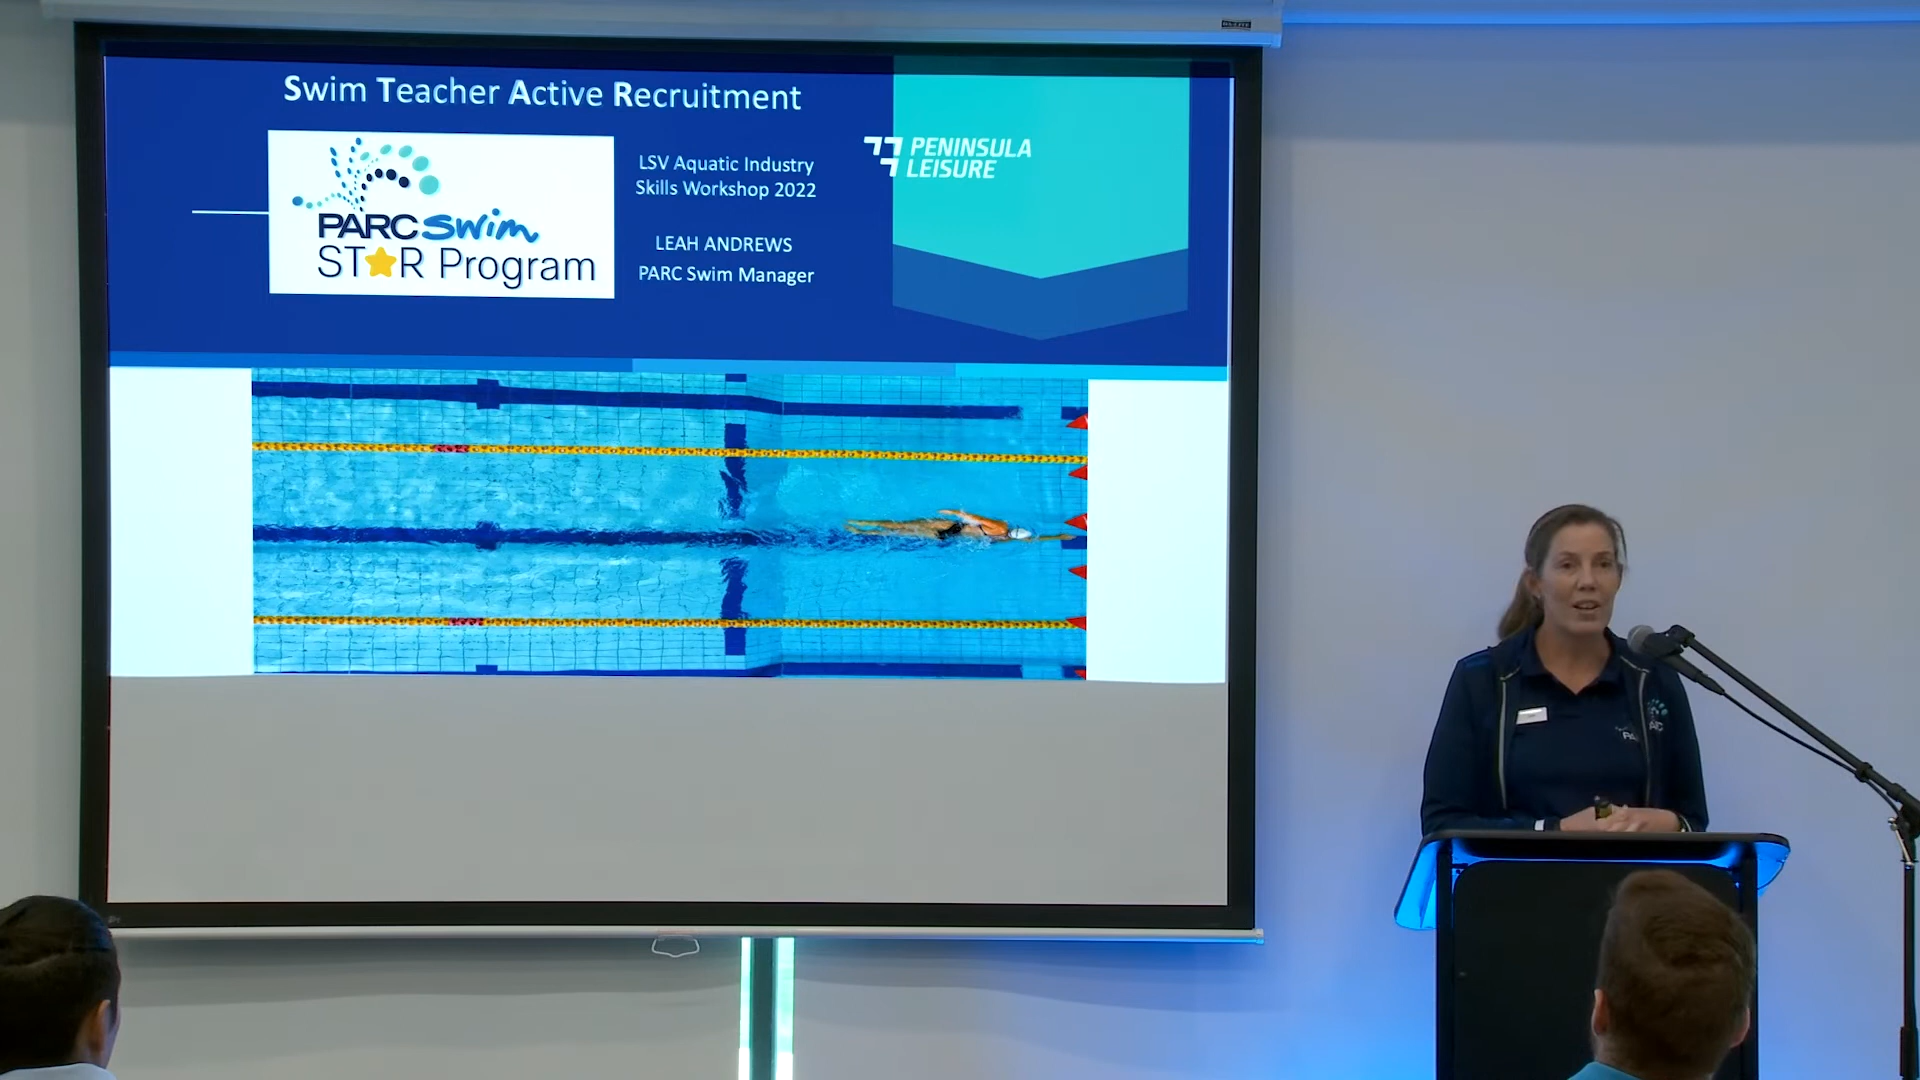 Swim Teacher Active Recruitment
PARC swim
ST★R Program
LSV Aquatic Industry
Skills Workshop 2022
LEAH ANDREWS
PARC Swim Manager
PENINSULA
LEISURE